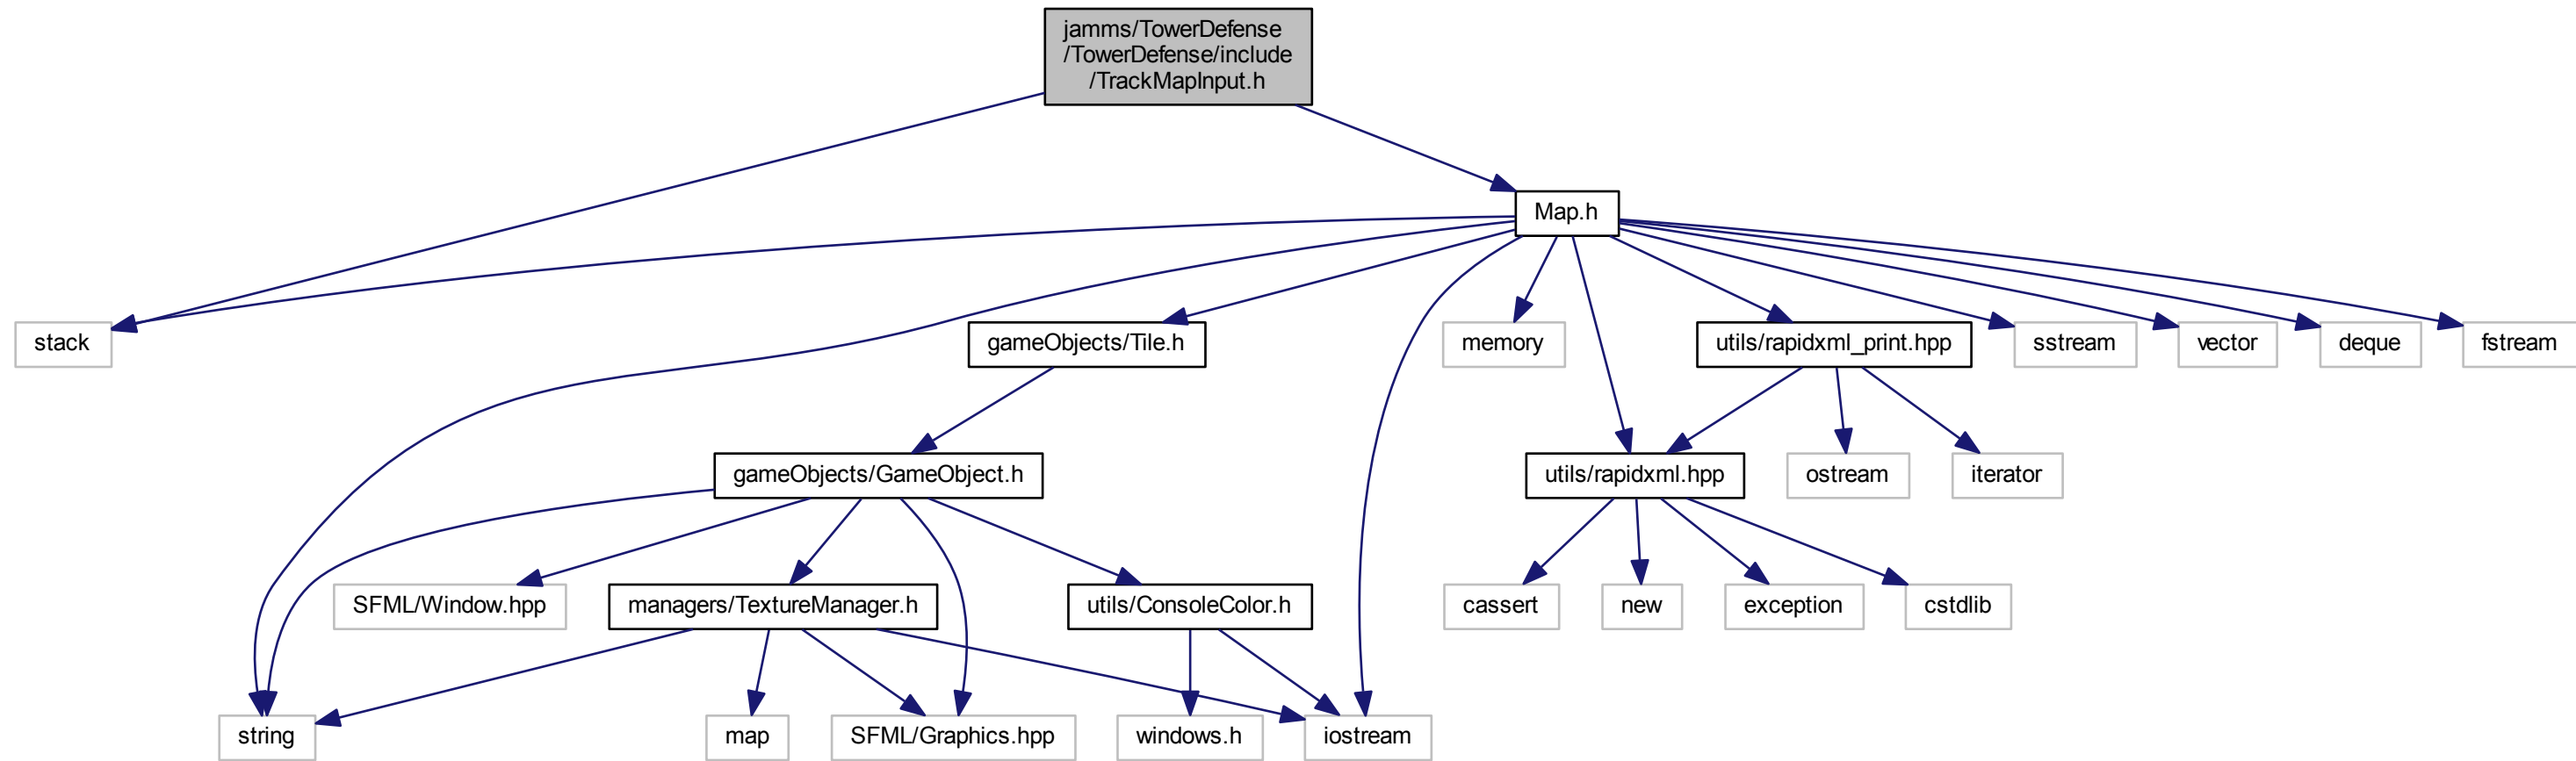 jamms/TowerDefense
/TowerDefense/include
/TrackMapInput.h
Map.h
stack
gameObjects/Tile.h
memory
utils/rapidxml_print.hpp
sstream
vector
deque
fstream
gameObjects/GameObject.h
utils/rapidxml.hpp
ostream
iterator
SFML/Window.hpp
managers/TextureManager.h
utils/ConsoleColor.h
cassert
new
exception
cstdlib
string
map
SFML/Graphics.hpp
windows.h
iostream